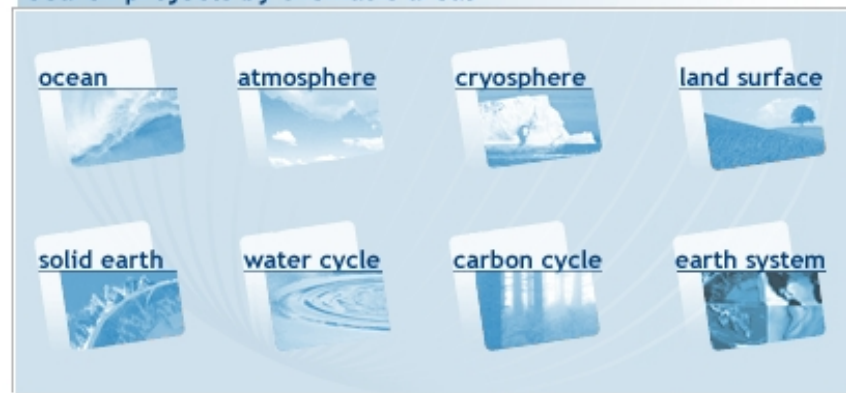 ocean
atmosphere
cryosphere
land surface
solid earth
water cycle
carbon cycle
earth system